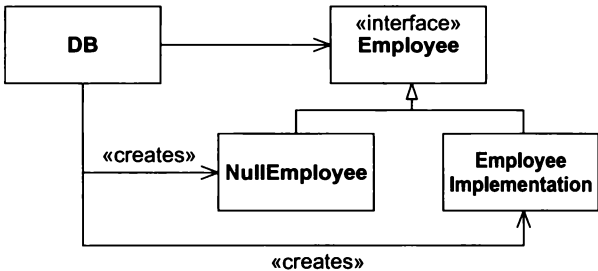 DB
«interface»
Employee
«creates»
NullEmployee
Employee
Implementation
«creates»